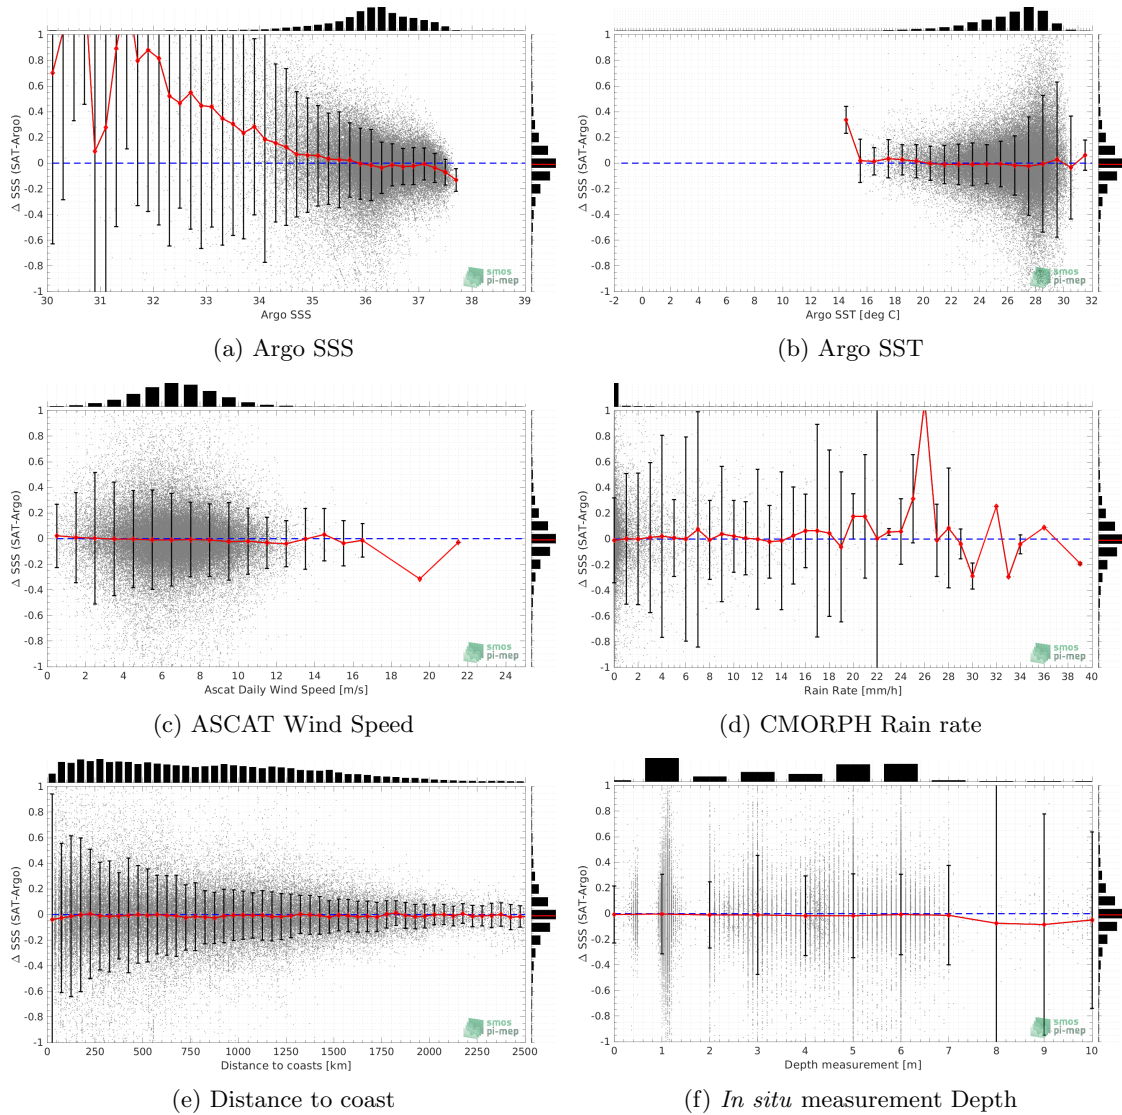 1
0.8
0.6
0.4
0.2
0
-0.2
-0.4
-0.6
-0.8
-1
Δ SSS (SAT-Argo)
30 31 32 33 34 35 36 37 38 39
Argo SSS
smos
pi-mep
(a) Argo SSS
1
0.8
0.6
0.4
0.2
0
-0.2
-0.4
-0.6
-0.8
-1
Δ SSS (SAT-Argo)
-2 0 2 4 6 8 10 12 14 16 18 20 22 24 26 28 30 32
Argo SST [deg C]
smos
pi-mep
(b) Argo SST
1
0.8
0.6
0.4
0.2
0
-0.2
-0.4
-0.6
-0.8
-1
Δ SSS (SAT-Argo)
0 2 4 6 8 10 12 14 16 18 20 22 24
Ascat Daily Wind Speed [m/s]
smos
pi-mep
(c) ASCAT Wind Speed
1
0.8
0.6
0.4
0.2
0
-0.2
-0.4
-0.6
-0.8
-1
Δ SSS (SAT-Argo)
0 2 4 6 8 10 12 14 16 18 20 22 24 26 28 30 32 34 36 38 40
Rain Rate [mm/h]
smos
pi-mep
(d) CMORPH Rain rate
1
0.8
0.6
0.4
0.2
0
-0.2
-0.4
-0.6
-0.8
-1
Δ SSS (SAT-Argo)
0 250 500 750 1000 1250 1500 1750 2000 2250 2500
Distance to coasts [km]
smos
pi-mep
(e) Distance to coast
1
0.8
0.6
0.4
0.2
0
-0.2
-0.4
-0.6
-0.8
-1
Δ SSS (SAT-Argo)
0 1 2 3 4 5 6 7 8 9 10
Depth measurement [m]
smos
pi-mep
(f) In situ measurement Depth